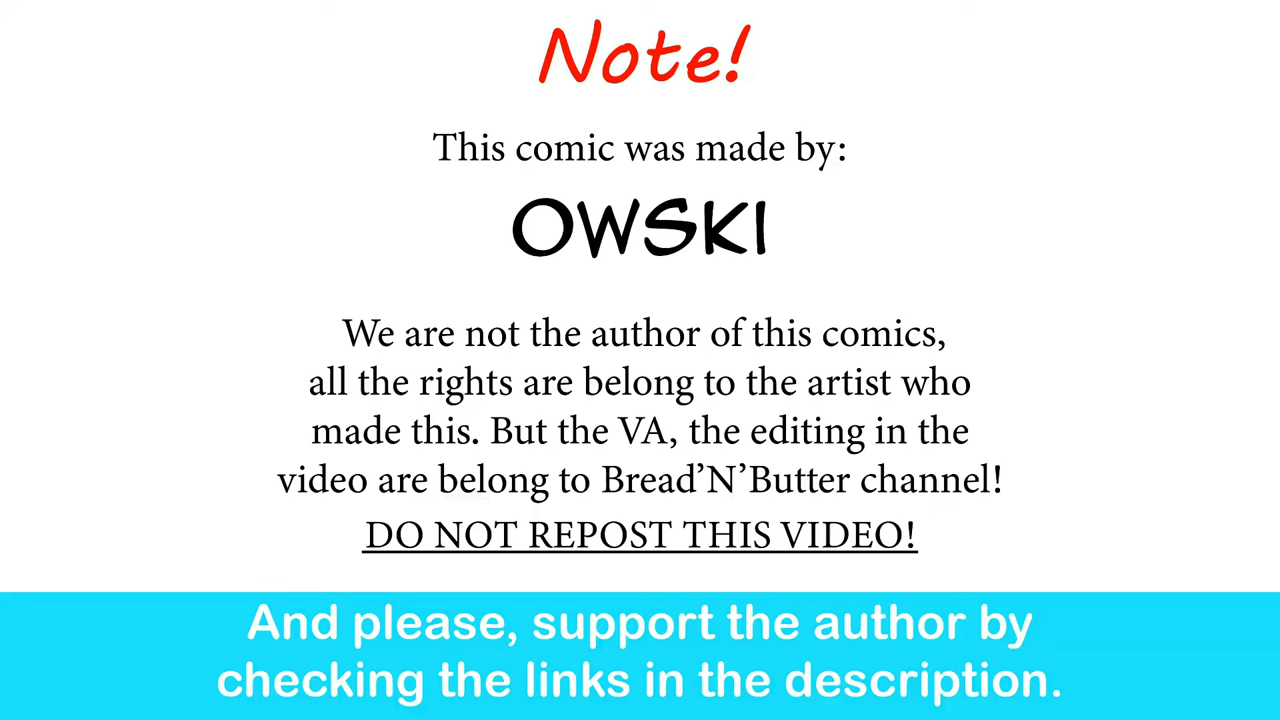 Note!
This comic was made by:
OWSKI
We are not the author of this comics,
all the rights are belong to the artist who
made this. But the VA, the editing in the
video are belong to Bread’N’Butter channel!
DO NOT REPOST THIS VIDEO!
And please, support the author by
checking the links in the description.